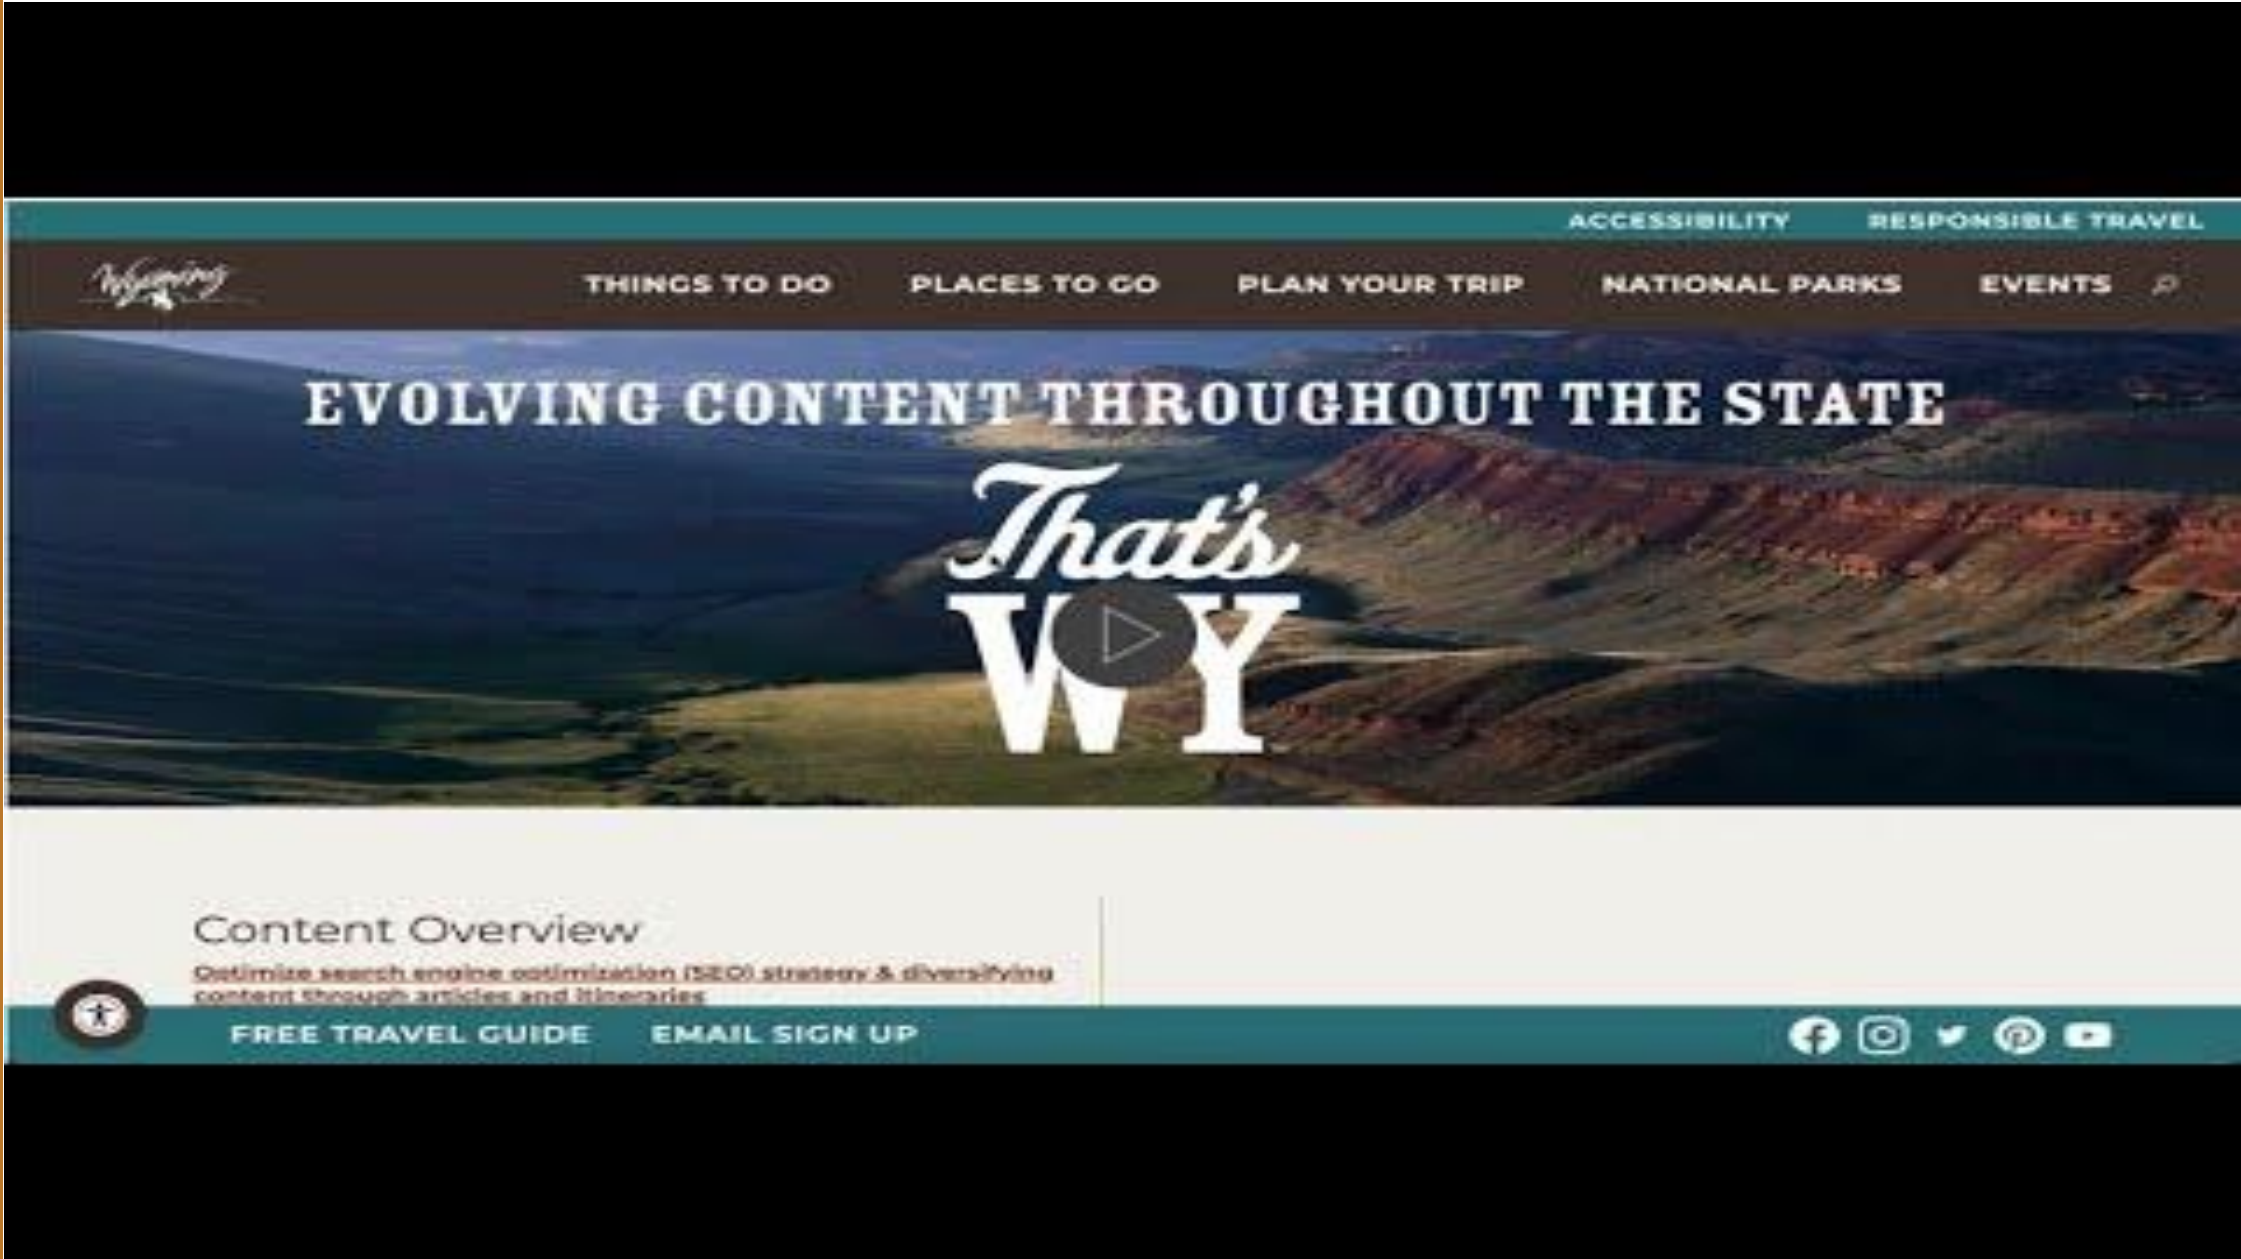 ACCESSIBILITY RESPONSIBLE TRAVEL
Wyoming THINGS TO DO PLACES TO GO PLAN YOUR TRIP NATIONAL PARKS EVENTS
EVOLVING CONTENT THROUGHOUT THE STATE
That's
WY
Content Overview
Optimize search engine optimization (SEO) strategy & diversifying
content through articles and itineraries
FREE TRAVEL GUIDE EMAIL SIGN UP